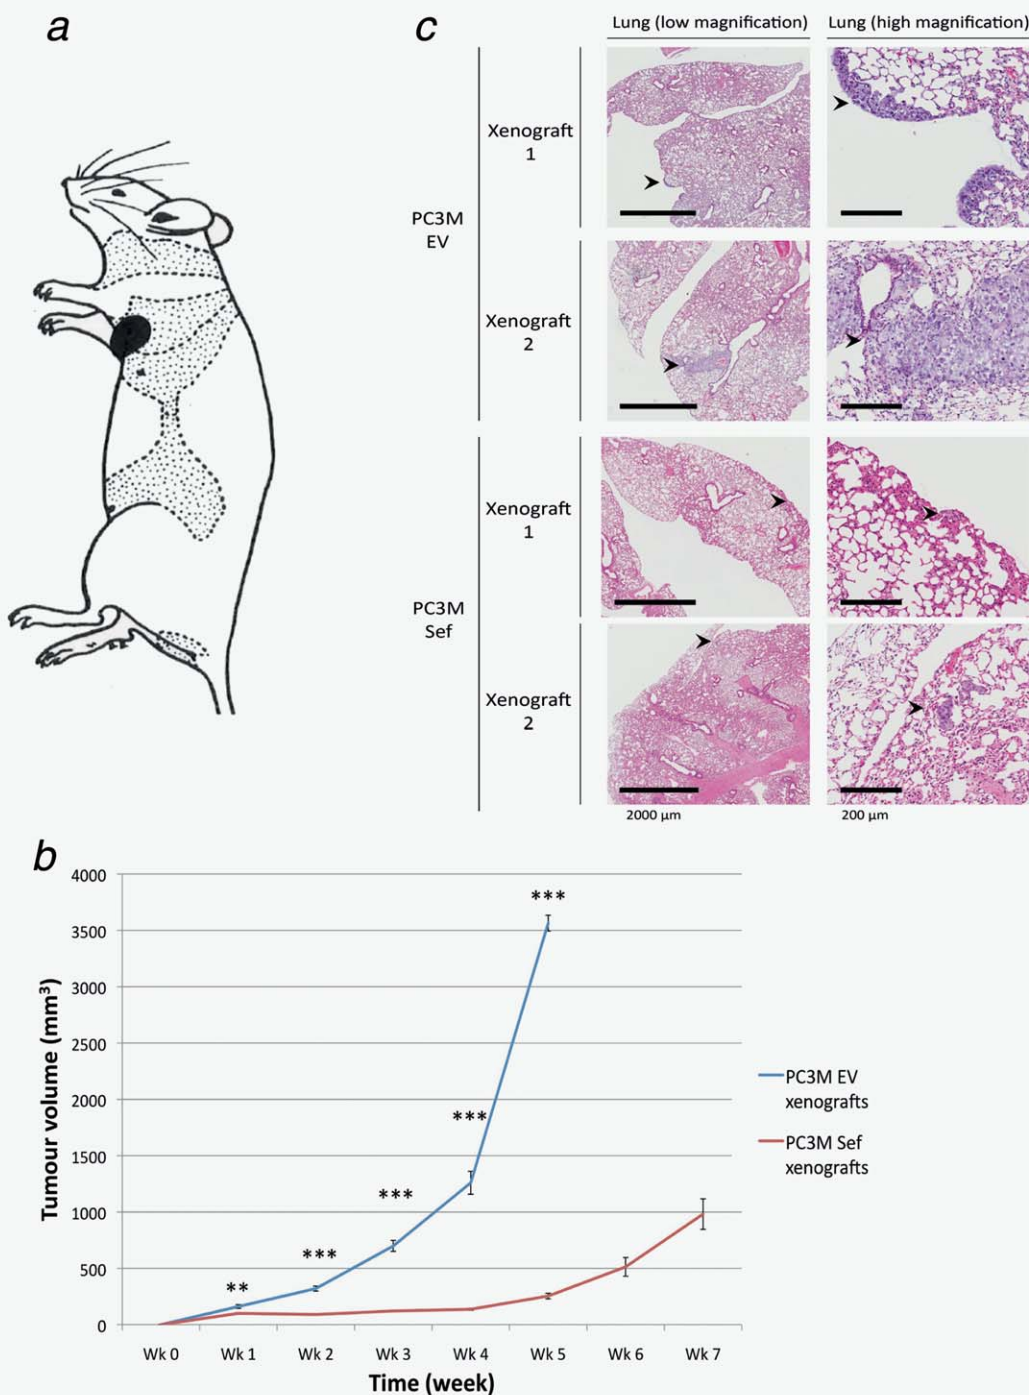 a
c
Lung (low magnification)
Lung (high magnification)
PC3M
EV
Xenograft
1
Xenograft
2
PC3M
Sef
Xenograft
1
Xenograft
2
2000 µm
200 µm
b
Tumour volume (mm³)
4000
3500
3000
2500
2000
1500
1000
500
0
**
***
***
***
***
Wk 0
Wk 1
Wk 2
Wk 3
Wk 4
Wk 5
Wk 6
Wk 7
Time (week)
PC3M EV
xenografts
PC3M Sef
xenografts